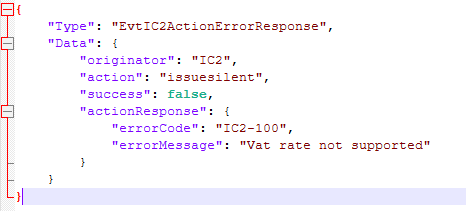 {
"Type": "EvtIC2ActionErrorResponse",
"Data": {
"originator": "IC2",
"action": "issuesilent",
"success": false,
"actionResponse": {
"errorCode": "IC2-100",
"errorMessage": "Vat rate not supported"
}
}
}